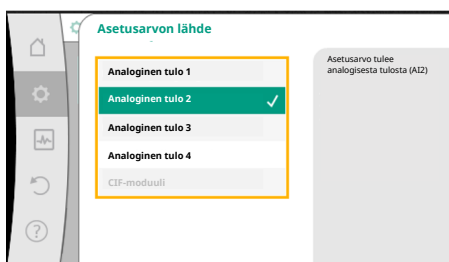 Asetusarvon lähde
Analoginen tulo 1
Analoginen tulo 2
Analoginen tulo 3
Analoginen tulo 4
CIF-moduuli
Asetusarvo tulee
analogisesta tulosta (AI2)
?